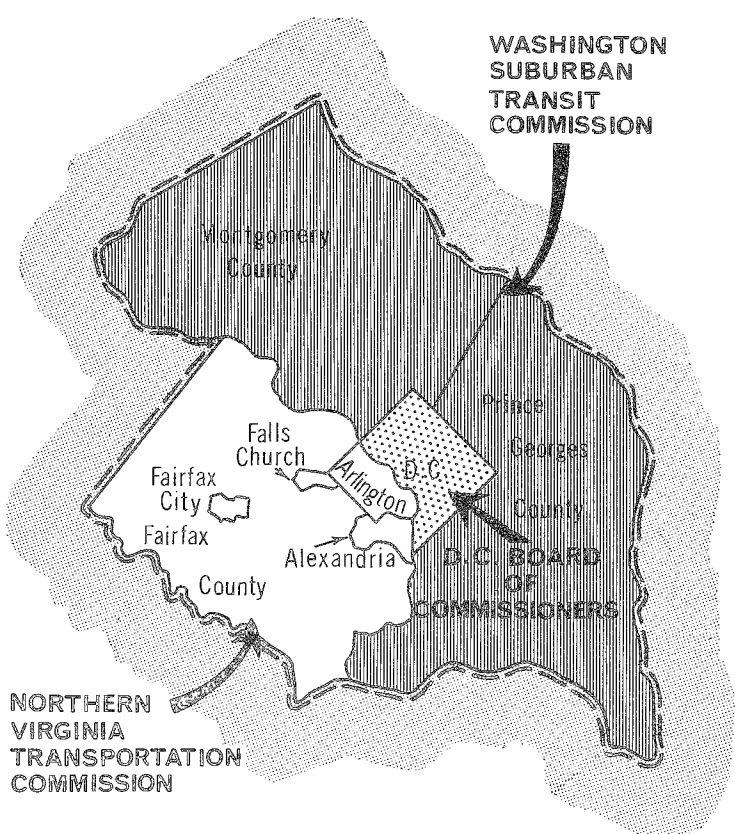 WASHINGTON
SUBURBAN
TRANSIT
COMMISSION
Montgomery
County
Prince
Georges
County
Falls
Church
Arlington
D.C.
Fairfax
City
Fairfax
County
Alexandria
D.C. BOARD
OF
COMMISSIONERS
NORTHERN
VIRGINIA
TRANSPORTATION
COMMISSION